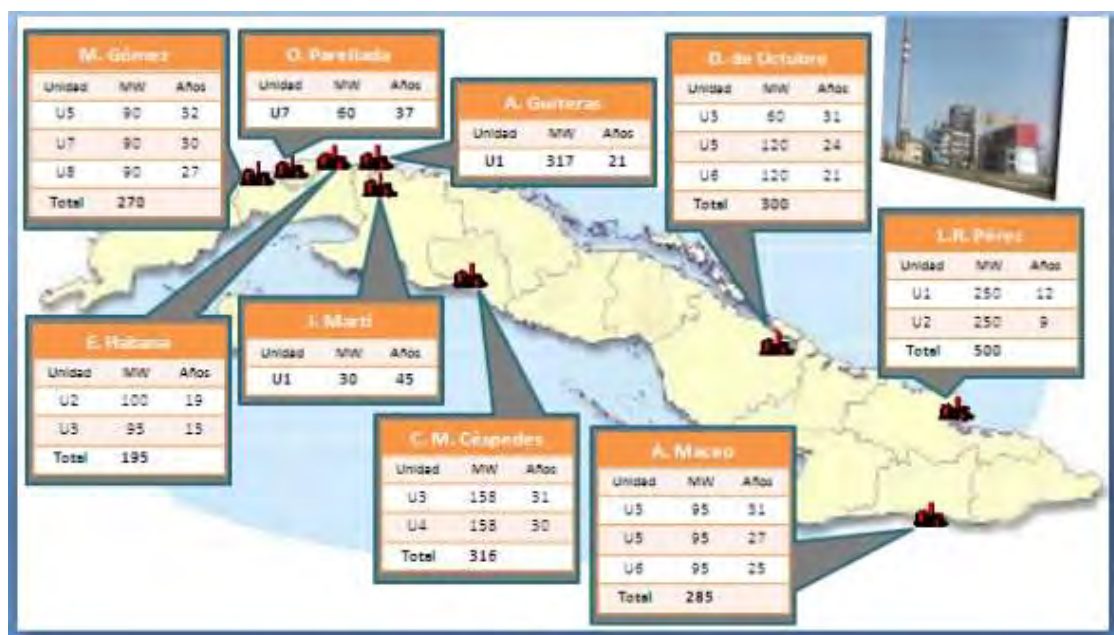 M. Gómez
Unidad MW Años
U5 90 32
U7 90 30
U8 90 27
Total 270
O. Parellada
Unidad MW Años
U7 60 37
A. Guiteras
Unidad MW Años
U1 317 21
D. de Octubre
Unidad MW Años
U3 60 31
U5 120 24
U6 120 21
Total 300
L.R. Pérez
Unidad MW Años
U1 250 12
U2 250 9
Total 500
E. Habana
Unidad MW Años
U2 100 19
U3 95 15
Total 195
J. Martí
Unidad MW Años
U1 30 45
C. M. Céspedes
Unidad MW Años
U3 158 31
U4 158 30
Total 316
A. Maceo
Unidad MW Años
U3 95 31
U5 95 27
U6 95 25
Total 285